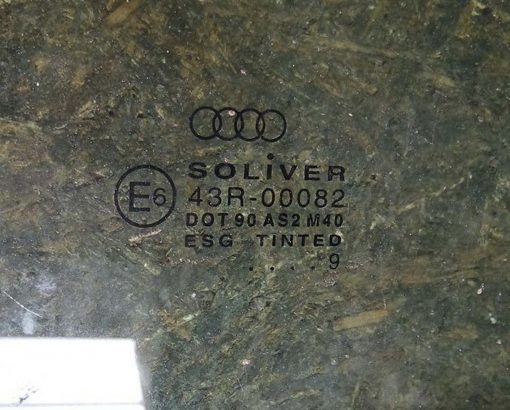 SOLiVER
E6 43R-00082
DOT 90 AS2 M40
ESG TINTED
. . . . 9